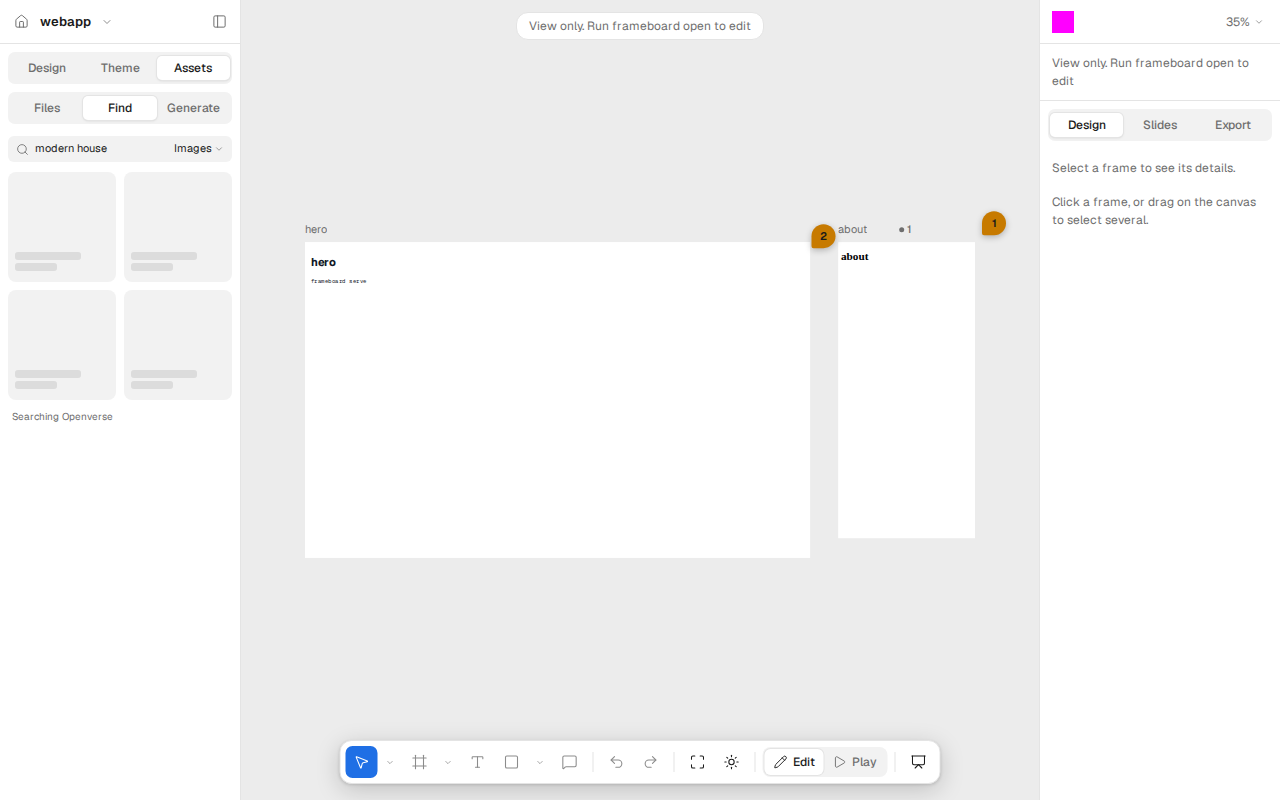 webapp
View only. Run frameboard open to edit
35%
Design Theme Assets
View only. Run frameboard open to
edit
Files Find Generate
Design Slides Export
modern house Images
Select a frame to see its details.
Click a frame, or drag on the canvas
to select several.
hero
2
about
1
1
hero
frameboard serve
about
Searching Openverse
Edit Play